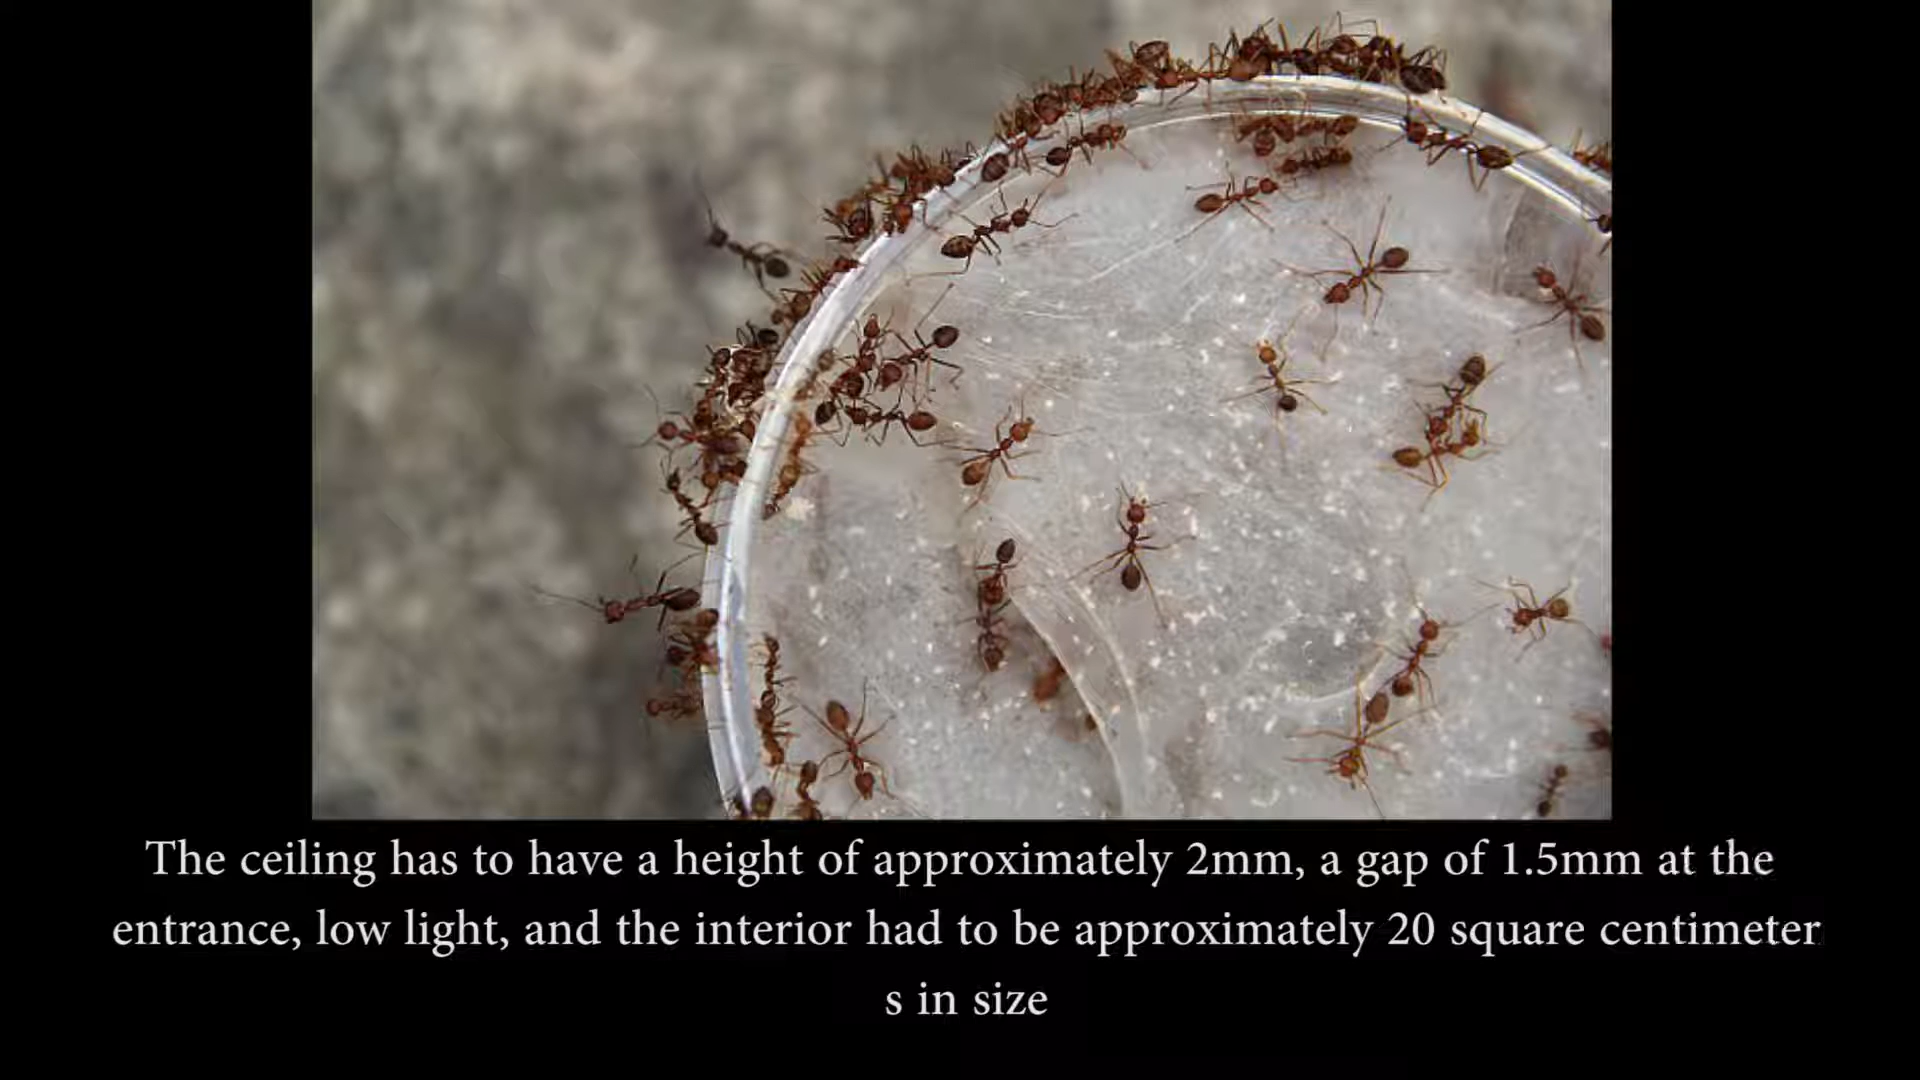 The ceiling has to have a height of approximately 2mm, a gap of 1.5mm at the
entrance, low light, and the interior had to be approximately 20 square centimeter
s in size